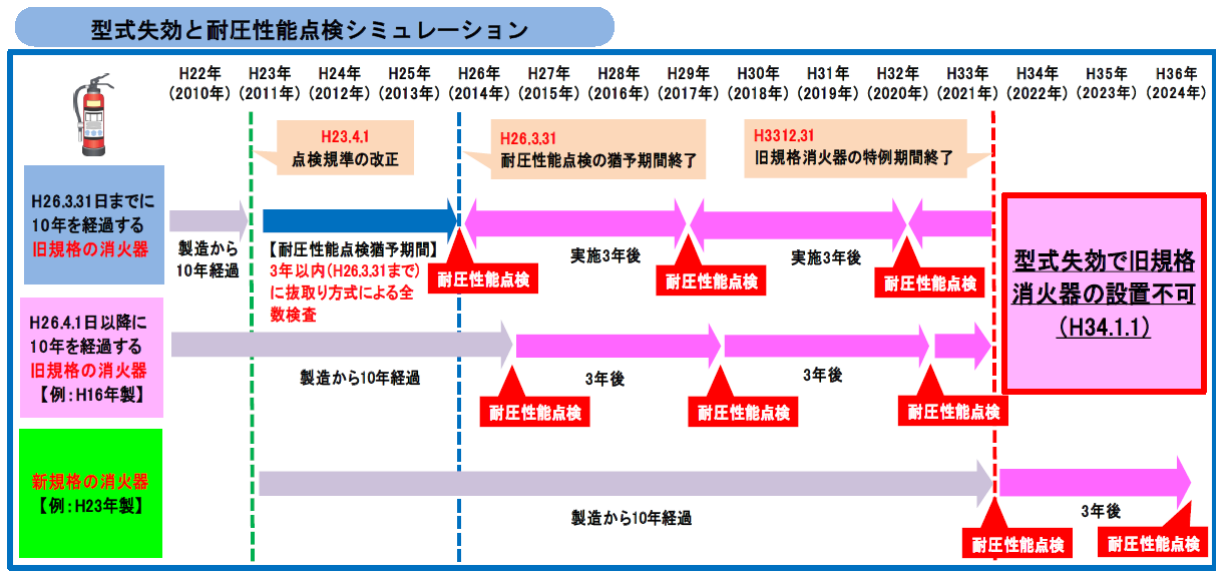 型式失効と耐圧性能点検シミュレーション
H22年 H23年 H24年 H25年 H26年 H27年 H28年 H29年 H30年 H31年 H32年 H33年 H34年 H35年 H36年
(2010年) (2011年) (2012年) (2013年) (2014年) (2015年) (2016年) (2017年) (2018年) (2019年) (2020年) (2021年) (2022年) (2023年) (2024年)
H23.4.1
点検規準の改正
H26.3.31
耐圧性能点検の猶予期間終了
H3312.31
旧規格消火器の特例期間終了
H26.3.31日までに
10年を経過する
旧規格の消火器
製造から
10年経過
【耐圧性能点検猶予期間】
3年以内(H26.3.31まで)
に抜取り方式による全
数検査
耐圧性能点検
実施3年後
耐圧性能点検
実施3年後
耐圧性能点検
型式失効で旧規格
消火器の設置不可
(H34.1.1)
H26.4.1日以降に
10年を経過する
旧規格の消火器
【例:H16年製】
製造から10年経過
耐圧性能点検
3年後
耐圧性能点検
3年後
耐圧性能点検
新規格の消火器
【例:H23年製】
製造から10年経過
耐圧性能点検
3年後
耐圧性能点検